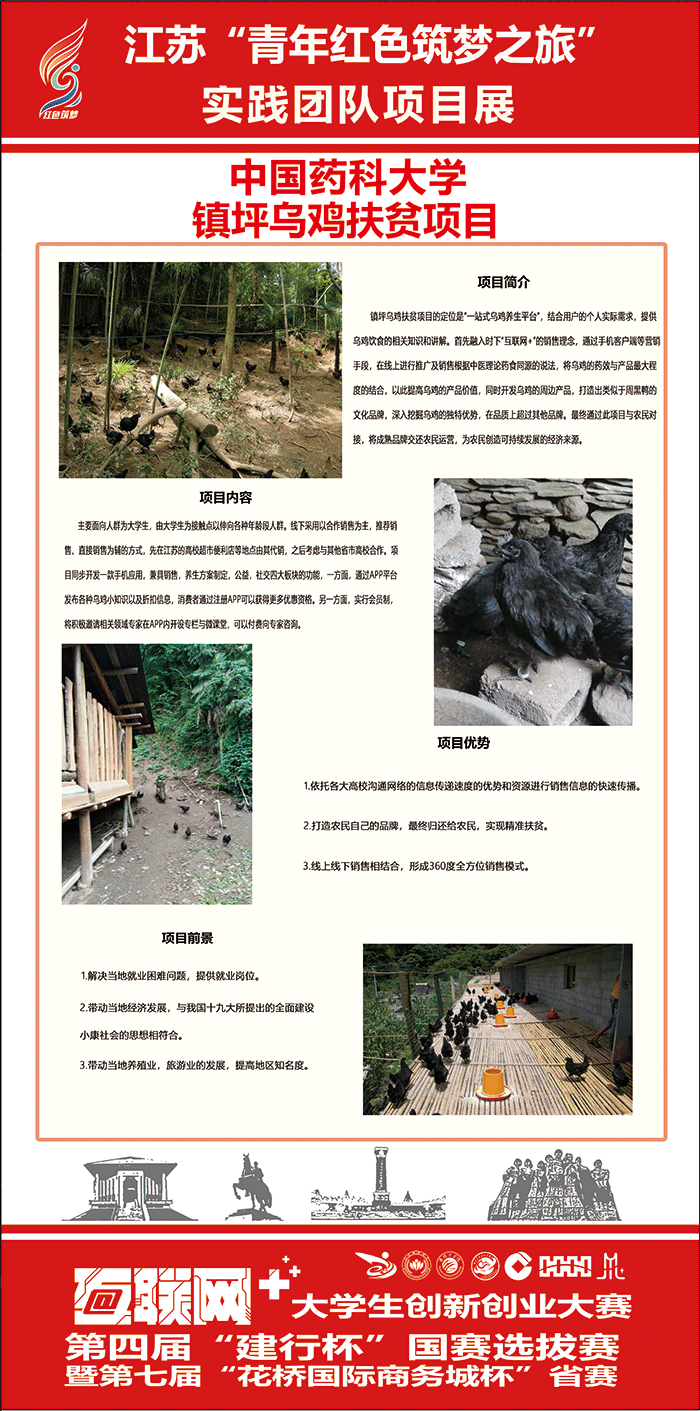 江苏“青年红色筑梦之旅”
实践团队项目展
红色筑梦
中国药科大学
镇坪乌鸡扶贫项目
项目简介
镇坪乌鸡扶贫项目的定位是“一站式乌鸡养生平台”，结合用户的个人实际需求，提供
乌鸡饮食的相关知识和讲解。首先融入时下“互联网+”的销售理念，通过手机客户端等营销
手段，在线上进行推广及销售根据中医理论药食同源的说法，将乌鸡的药效与产品最大程
度的结合，以此提高乌鸡的产品价值，同时开发乌鸡的周边产品，打造出类似于周黑鸭的
文化品牌，深入挖掘乌鸡的独特优势，在品质上超过其他品牌。最终通过此项目与农民对
接，将成熟品牌交还农民运营，为农民创造可持续发展的经济来源。
项目内容
主要面向人群为大学生，由大学生为接触点以伸向各种年龄段人群。线下采用以合作销售为主，推荐销
售、直接销售为辅的方式，先在江苏的高校超市便利店等地点由其代销，之后考虑与其他省市高校合作。项
目同步开发一款手机应用，兼具销售，养生方案制定，公益，社交四大板块的功能，一方面，通过APP平台
发布各种乌鸡小知识以及折扣信息，消费者通过注册APP可以获得更多优惠资格。另一方面，实行会员制，
将积极邀请相关领域专家在APP内开设专栏与微课堂，可以付费向专家咨询。
项目优势
1.依托各大高校沟通网络的信息传递速度的优势和资源进行销售信息的快速传播。
2.打造农民自己的品牌，最终归还给农民，实现精准扶贫。
3.线上线下销售相结合，形成360度全方位销售模式。
项目前景
1.解决当地就业困难问题，提供就业岗位。
2.带动当地经济发展，与我国十九大所提出的全面建设
小康社会的思想相符合。
3.带动当地养殖业，旅游业的发展，提高地区知名度。
互联网+
大学生创新创业大赛
第四届“建行杯”国赛选拔赛
暨第七届“花桥国际商务城杯”省赛